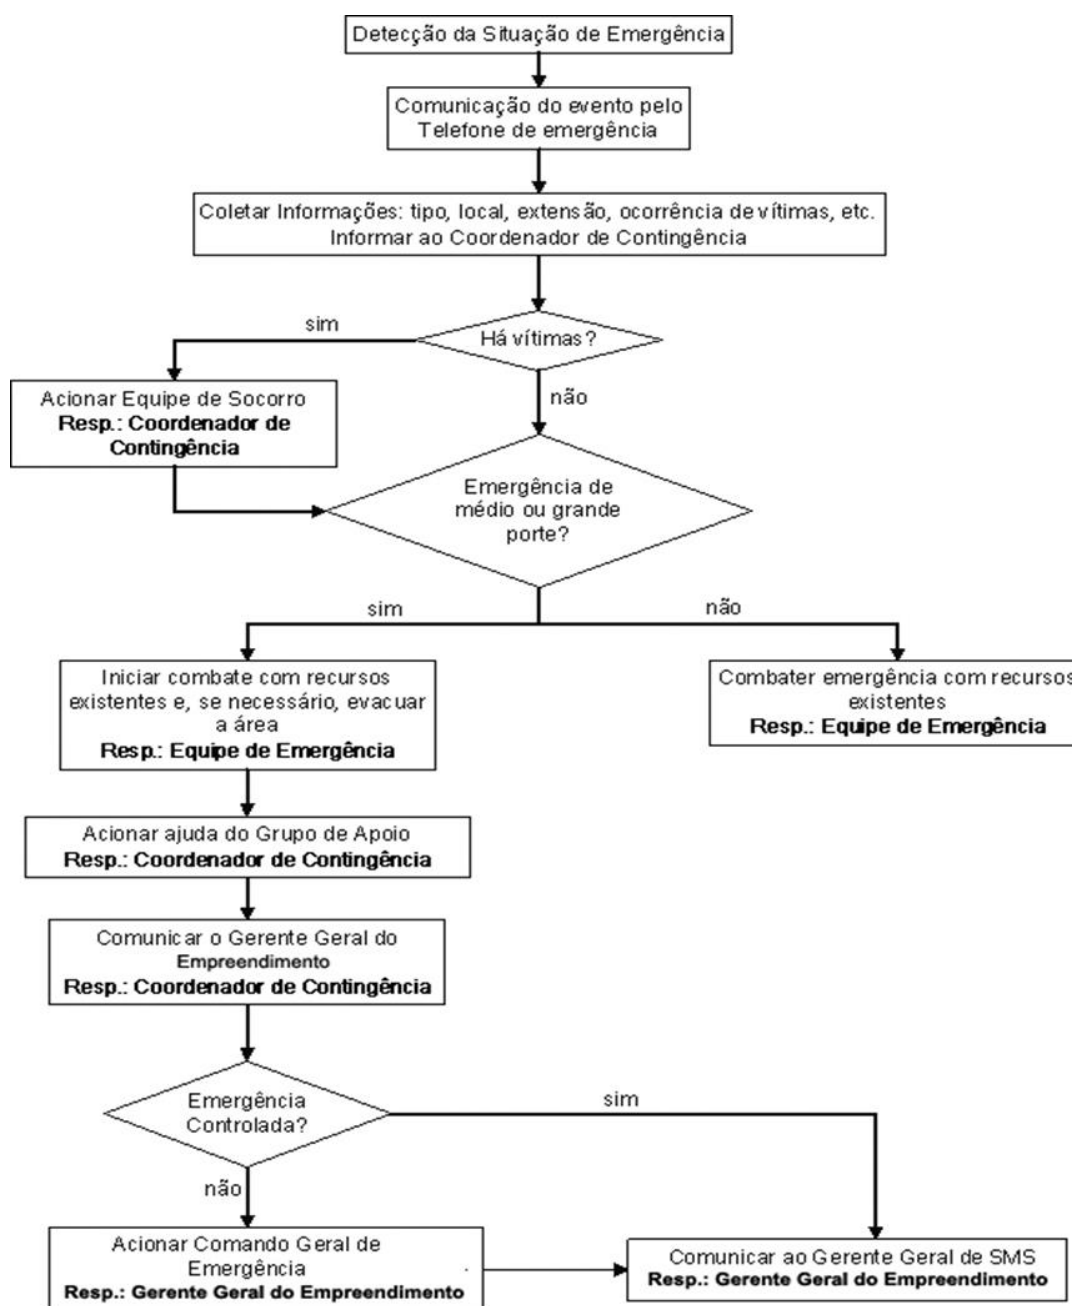 Detecção da Situação de Emergência
Comunicação do evento pelo
Telefone de emergência
Coletar Informações: tipo, local, extensão, ocorrência de vítimas, etc.
Informar ao Coordenador de Contingência
sim
Há vítimas?
Acionar Equipe de Socorro
Resp.: Coordenador de
Contingência
não
Emergência de
médio ou grande
porte?
sim
não
Iniciar combate com recursos
existentes e, se necessário, evacuar
a área
Resp.: Equipe de Emergência
Combater emergência com recursos
existentes
Resp.: Equipe de Emergência
Acionar ajuda do Grupo de Apoio
Resp.: Coordenador de Contingência
Comunicar o Gerente Geral do
Empreendimento
Resp.: Coordenador de Contingência
Emergência
Controlada?
sim
não
Acionar Comando Geral de
Emergência
Resp.: Gerente Geral do Empreendimento
Comunicar ao Gerente Geral de SMS
Resp.: Gerente Geral do Empreendimento